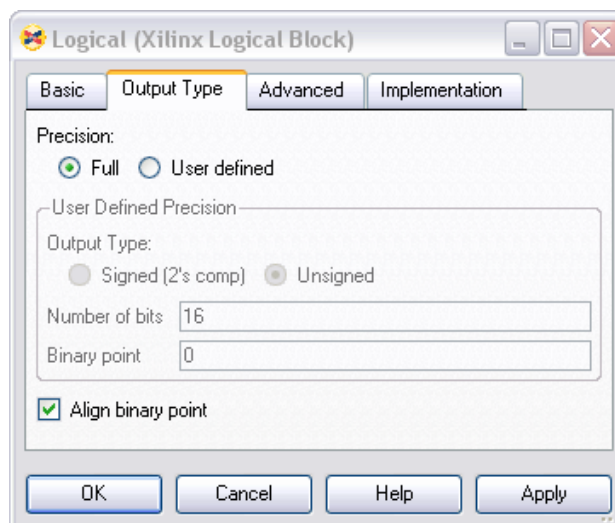 Logical (Xilinx Logical Block)
Basic Output Type Advanced Implementation
Precision:
Full User defined
User Defined Precision
Output Type:
Signed (2's comp) Unsigned
Number of bits 16
Binary point 0
Align binary point
OK Cancel Help Apply